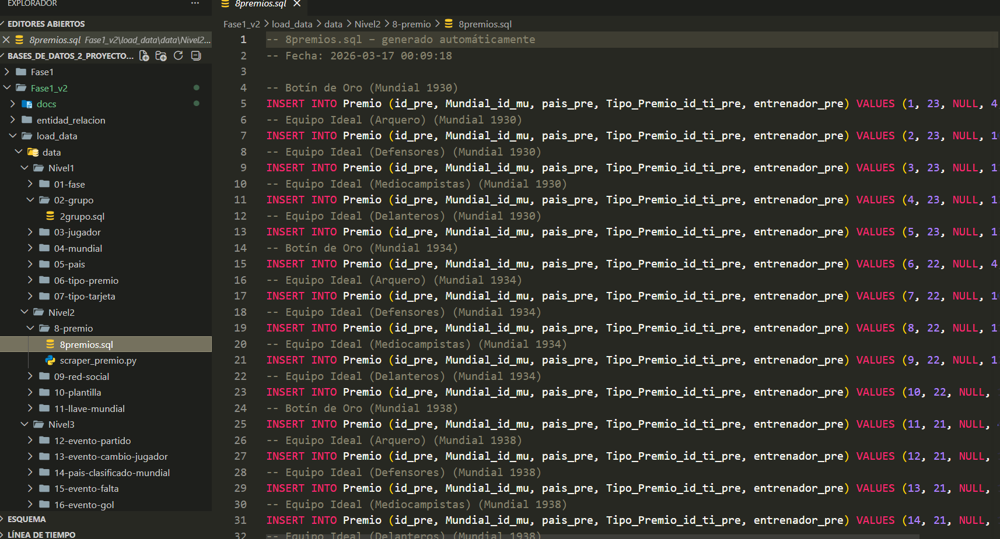 EXPLORADOR
EDITORES ABIERTOS
8premios.sql Fase1_v2\load_data\data\Nivel2...
BASES_DE_DATOS_2_PROYECTO...
Fase1
Fase1_v2
docs
entidad_relacion
load_data
data
Nivel1
01-fase
02-grupo
2grupo.sql
03-jugador
04-mundial
05-pais
06-tipo-premio
07-tipo-tarjeta
Nivel2
8-premio
8premios.sql
scraper_premio.py
09-red-social
10-plantilla
11-llave-mundial
Nivel3
12-evento-partido
13-evento-cambio-jugador
14-pais-clasificado-mundial
15-evento-falta
16-evento-gol
ESQUEMA
LÍNEA DE TIEMPO
8premios.sql
Fase1_v2 > load_data > data > Nivel2 > 8-premio > 8premios.sql
1 -- 8premios.sql – generado automáticamente
2 -- Fecha: 2026-03-17 00:09:18
3
4 -- Botín de Oro (Mundial 1930)
5 INSERT INTO Premio (id_pre, Mundial_id_mu, pais_pre, Tipo_Premio_id_ti_pre, entrenador_pre) VALUES (1, 23, NULL, 4
6 -- Equipo Ideal (Arquero) (Mundial 1930)
7 INSERT INTO Premio (id_pre, Mundial_id_mu, pais_pre, Tipo_Premio_id_ti_pre, entrenador_pre) VALUES (2, 23, NULL, 1
8 -- Equipo Ideal (Defensores) (Mundial 1930)
9 INSERT INTO Premio (id_pre, Mundial_id_mu, pais_pre, Tipo_Premio_id_ti_pre, entrenador_pre) VALUES (3, 23, NULL, 1
10 -- Equipo Ideal (Mediocampistas) (Mundial 1930)
11 INSERT INTO Premio (id_pre, Mundial_id_mu, pais_pre, Tipo_Premio_id_ti_pre, entrenador_pre) VALUES (4, 23, NULL, 1
12 -- Equipo Ideal (Delanteros) (Mundial 1930)
13 INSERT INTO Premio (id_pre, Mundial_id_mu, pais_pre, Tipo_Premio_id_ti_pre, entrenador_pre) VALUES (5, 23, NULL, 1
14 -- Botín de Oro (Mundial 1934)
15 INSERT INTO Premio (id_pre, Mundial_id_mu, pais_pre, Tipo_Premio_id_ti_pre, entrenador_pre) VALUES (6, 22, NULL, 4
16 -- Equipo Ideal (Arquero) (Mundial 1934)
17 INSERT INTO Premio (id_pre, Mundial_id_mu, pais_pre, Tipo_Premio_id_ti_pre, entrenador_pre) VALUES (7, 22, NULL, 1
18 -- Equipo Ideal (Defensores) (Mundial 1934)
19 INSERT INTO Premio (id_pre, Mundial_id_mu, pais_pre, Tipo_Premio_id_ti_pre, entrenador_pre) VALUES (8, 22, NULL, 1
20 -- Equipo Ideal (Mediocampistas) (Mundial 1934)
21 INSERT INTO Premio (id_pre, Mundial_id_mu, pais_pre, Tipo_Premio_id_ti_pre, entrenador_pre) VALUES (9, 22, NULL, 1
22 -- Equipo Ideal (Delanteros) (Mundial 1934)
23 INSERT INTO Premio (id_pre, Mundial_id_mu, pais_pre, Tipo_Premio_id_ti_pre, entrenador_pre) VALUES (10, 22, NULL,
24 -- Botín de Oro (Mundial 1938)
25 INSERT INTO Premio (id_pre, Mundial_id_mu, pais_pre, Tipo_Premio_id_ti_pre, entrenador_pre) VALUES (11, 21, NULL,
26 -- Equipo Ideal (Arquero) (Mundial 1938)
27 INSERT INTO Premio (id_pre, Mundial_id_mu, pais_pre, Tipo_Premio_id_ti_pre, entrenador_pre) VALUES (12, 21, NULL,
28 -- Equipo Ideal (Defensores) (Mundial 1938)
29 INSERT INTO Premio (id_pre, Mundial_id_mu, pais_pre, Tipo_Premio_id_ti_pre, entrenador_pre) VALUES (13, 21, NULL,
30 -- Equipo Ideal (Mediocampistas) (Mundial 1938)
31 INSERT INTO Premio (id_pre, Mundial_id_mu, pais_pre, Tipo_Premio_id_ti_pre, entrenador_pre) VALUES (14, 21, NULL,
32 -- Equipo Ideal (Delanteros) (Mundial 1938)